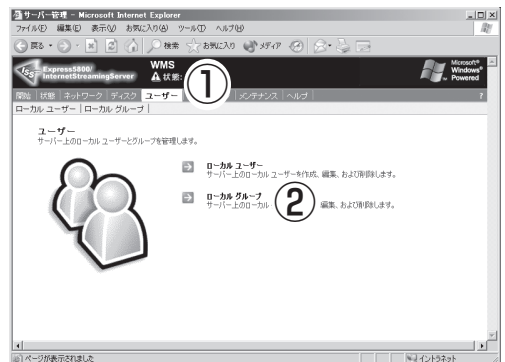 サーバー管理 - Microsoft Internet Explorer
ファイル(F) 編集(E) 表示(V) お気に入り(A) ツール(T) ヘルプ(H)
戻る 検索 お気に入り メディア
Express5800/
InternetStreamingServer
WMS
状態:
Microsoft®
Windows®
Powered
開始 状態 ネットワーク ディスク ユーザー メンテナンス ヘルプ ?
①
ローカル ユーザー ローカル グループ
ユーザー
サーバー上のローカル ユーザーとグループを管理します。
ローカル ユーザー
サーバー上のローカル ユーザーを作成、編集、および削除します。
ローカル グループ
サーバー上のローカル 編集、および削除します。
②
ページが表示されました
イントラネット